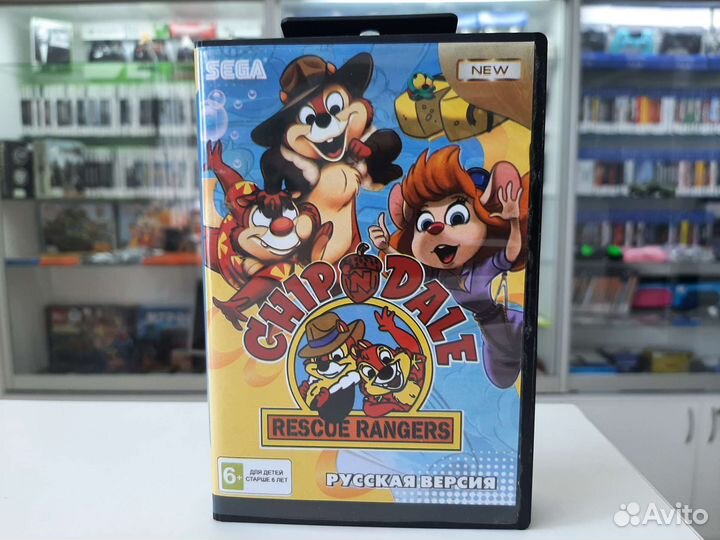 SEGA
NEW
CHIP 'N DALE
RESCUE RANGERS
6+
ДЛЯ ДЕТЕЙ
СТАРШЕ 6 ЛЕТ
РУССКАЯ ВЕРСИЯ
Avito